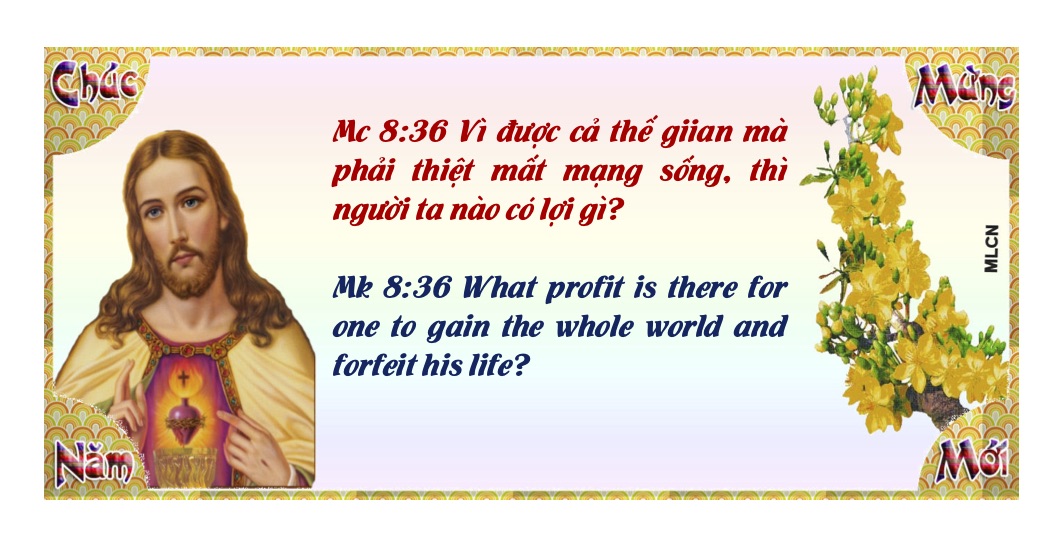 Chúc
Mừng
Mc 8:36 Vì được cả thế giian mà
phải thiệt mất mạng sống, thì
người ta nào có lợi gì?
Mk 8:36 What profit is there for
one to gain the whole world and
forfeit his life?
MLCN
Năm
Mới